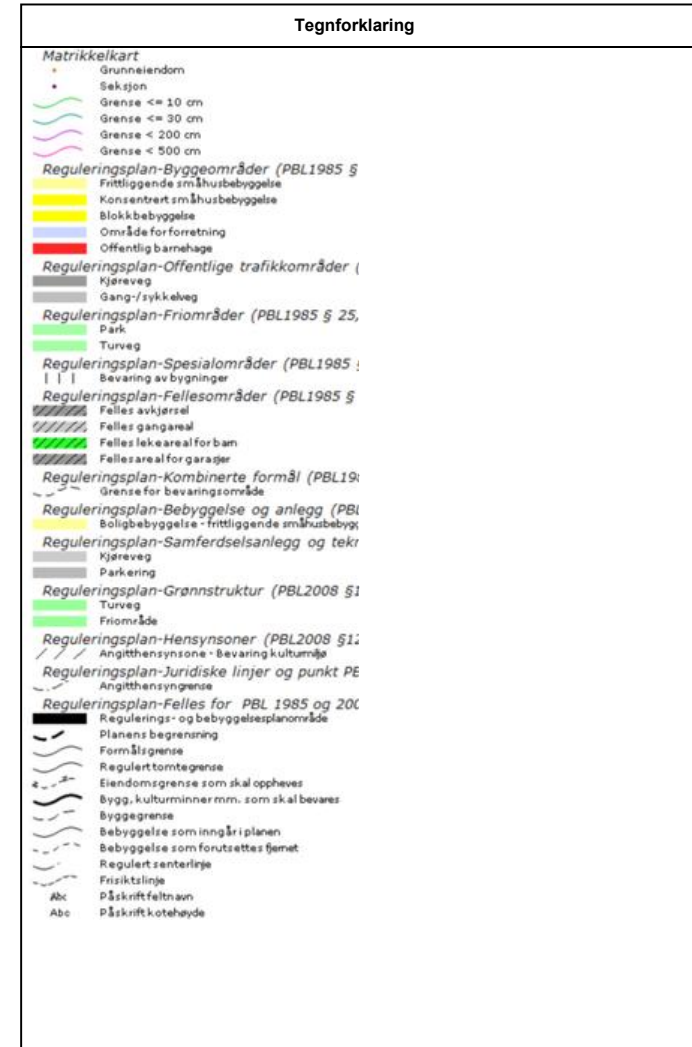 Tegnforklaring
Matrikkelkart
Grunneiendom
Seksjon
Grense <= 10 cm
Grense <= 30 cm
Grense < 200 cm
Grense < 500 cm
Reguleringsplan-Byggeområder (PBL1985 §
Frittliggende småhusbebyggelse
Konsentrert småhusbebyggelse
Blokkbebyggelse
Område for forretning
Offentlig barnehage
Reguleringsplan-Offentlige trafikkområder (
Kjøreveg
Gang-/sykkelveg
Reguleringsplan-Friområder (PBL1985 § 25,
Park
Turveg
Reguleringsplan-Spesialområder (PBL1985 §
Bevaring av bygninger
Reguleringsplan-Fellesområder (PBL1985 §
Felles avkjørsel
Felles gangareal
Felles lekeareal for barn
Fellesareal for garasjer
Reguleringsplan-Kombinerte formål (PBL198
Grense for bevaringsområde
Reguleringsplan-Bebyggelse og anlegg (PBL
Boligbebyggelse - frittliggende småhusbebygg
Reguleringsplan-Samferdselsanlegg og tekn
Kjøreveg
Parkering
Reguleringsplan-Grønnstruktur (PBL2008 §1
Turveg
Friområde
Reguleringsplan-Hensynsoner (PBL2008 §12
Angitthensynsone - Bevaring kulturmiljø
Reguleringsplan-Juridiske linjer og punkt PB
Angitthensyngrense
Reguleringsplan-Felles for PBL 1985 og 200
Regulerings- og bebyggelsesplanområde
Planens begrensning
Formålsgrense
Regulert tomtegrense
Eiendomsgrense som skal oppheves
Bygg, kulturminner mm. som skal bevares
Byggegrense
Bebyggelse som inngår i planen
Bebyggelse som forutsettes fjernet
Regulert senterlinje
Frisiktslinje
Abc Påskrift feltnavn
Abc Påskrift kotehøyde